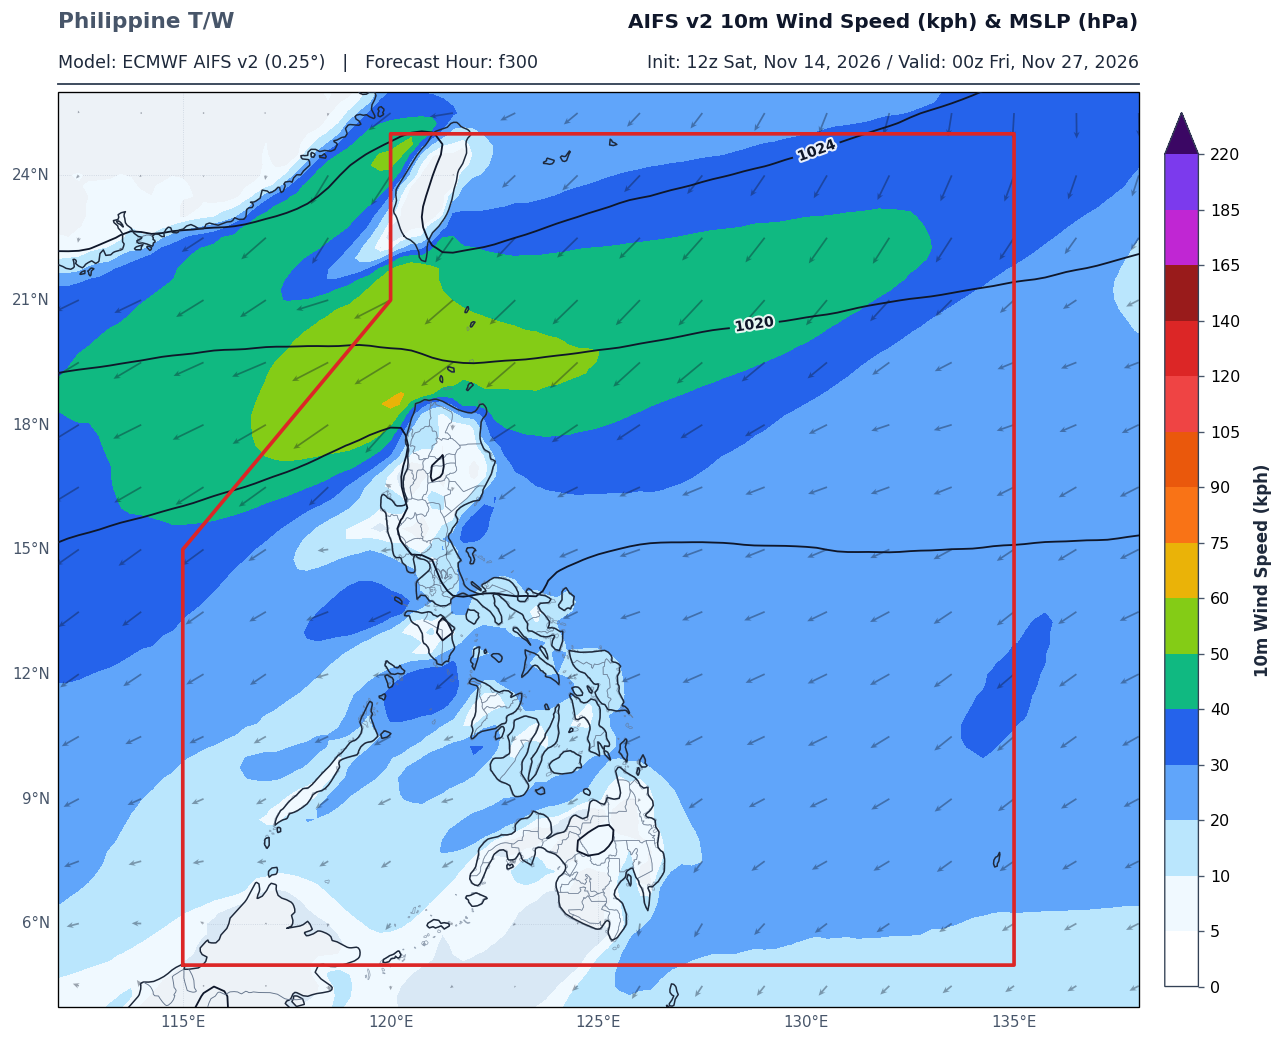 Philippine T/W
AIFS v2 10m Wind Speed (kph) & MSLP (hPa)
Model: ECMWF AIFS v2 (0.25°) | Forecast Hour: f300
Init: 12z Sat, Nov 14, 2026 / Valid: 00z Fri, Nov 27, 2026
1024
1020
24°N
21°N
18°N
15°N
12°N
9°N
6°N
115°E
120°E
125°E
130°E
135°E
220
185
165
140
120
105
90
75
60
50
40
30
20
10
5
0
10m Wind Speed (kph)